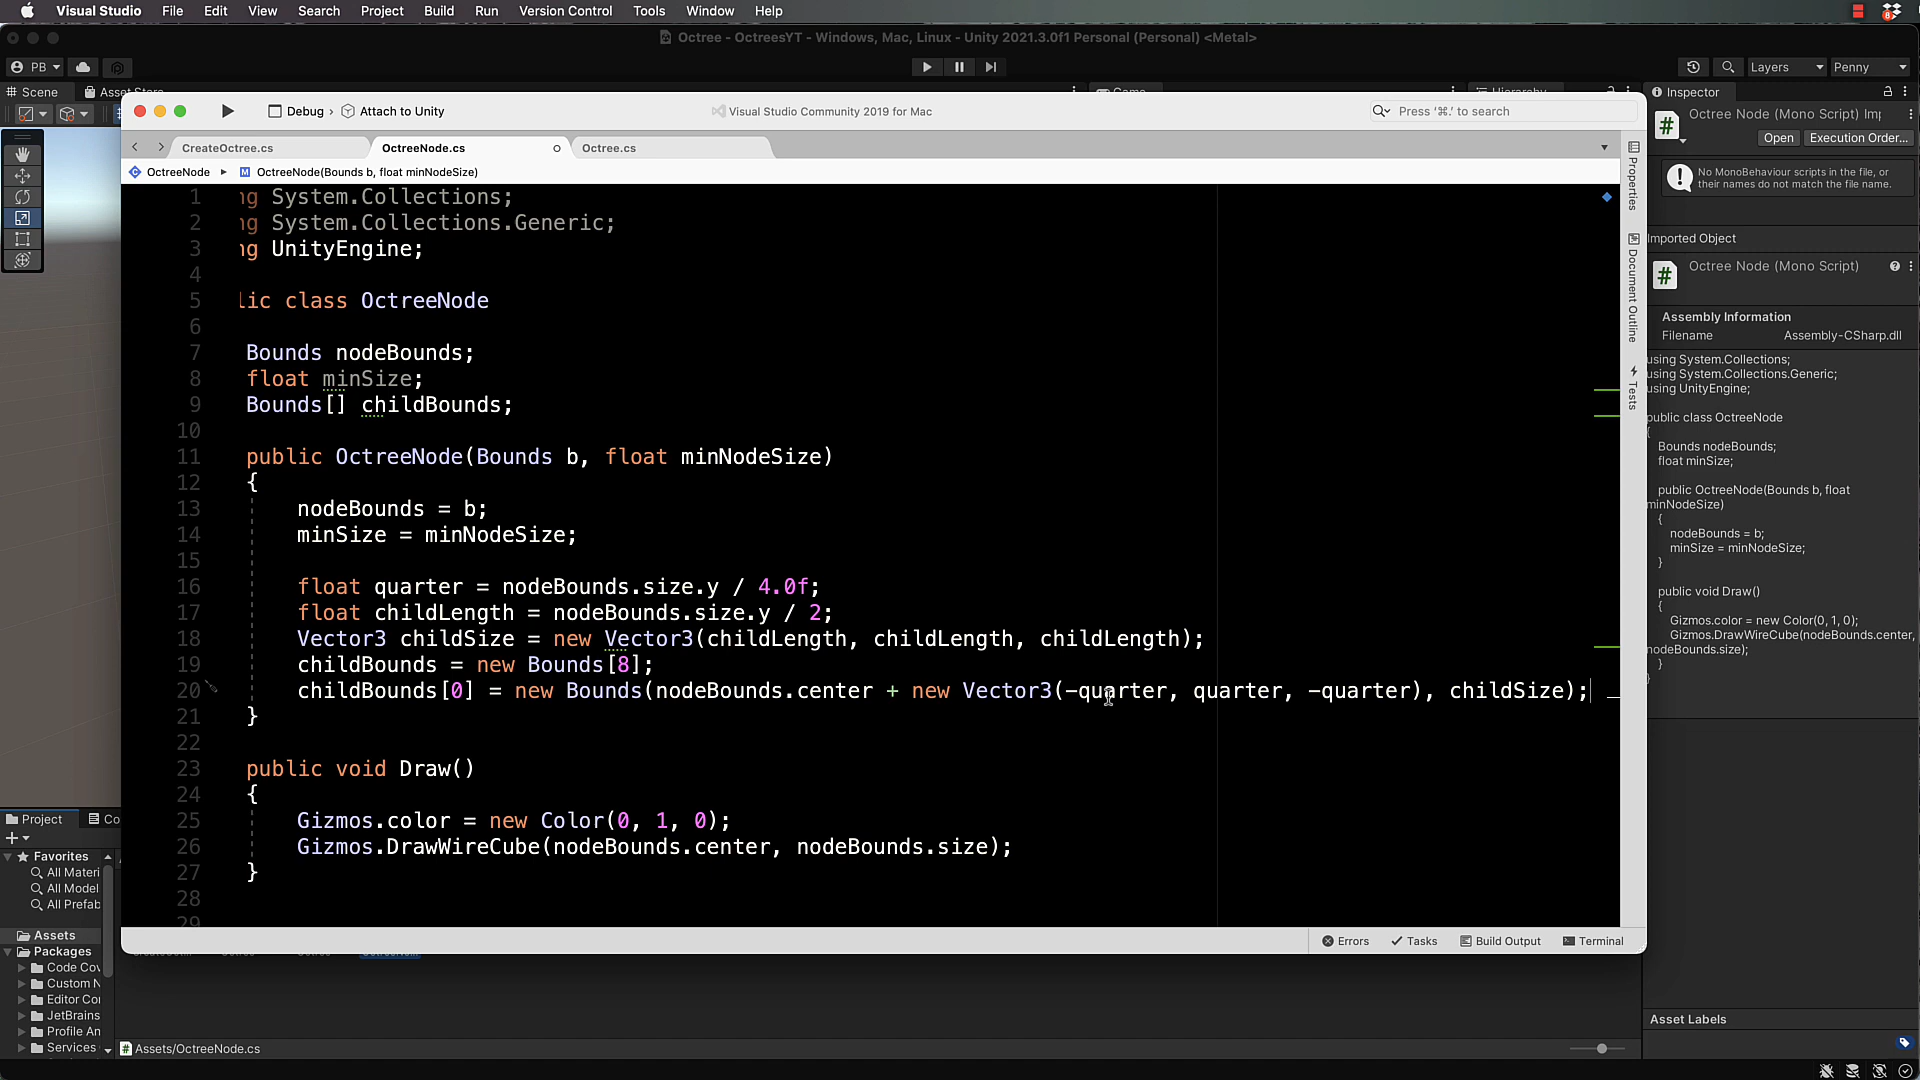 Visual Studio File Edit View Search Project Build Run Version Control Tools Window Help
Octree - OctreesYT - Windows, Mac, Linux - Unity 2021.3.0f1 Personal (Personal) <Metal>
PB
Layers
Penny
Scene
Asset Store
Game
Hierarchy
Inspector
Debug › Attach to Unity
Visual Studio Community 2019 for Mac
Press '⌘.' to search
CreateOctree.cs
OctreeNode.cs
Octree.cs
OctreeNode ▸ OctreeNode(Bounds b, float minNodeSize)
1 ng System.Collections;
2 ng System.Collections.Generic;
3 ng UnityEngine;
4
5 lic class OctreeNode
6
7 Bounds nodeBounds;
8 float minSize;
9 Bounds[] childBounds;
10
11 public OctreeNode(Bounds b, float minNodeSize)
12 {
13 nodeBounds = b;
14 minSize = minNodeSize;
15
16 float quarter = nodeBounds.size.y / 4.0f;
17 float childLength = nodeBounds.size.y / 2;
18 Vector3 childSize = new Vector3(childLength, childLength, childLength);
19 childBounds = new Bounds[8];
20 childBounds[0] = new Bounds(nodeBounds.center + new Vector3(-quarter, quarter, -quarter), childSize);
21 }
22
23 public void Draw()
24 {
25 Gizmos.color = new Color(0, 1, 0);
26 Gizmos.DrawWireCube(nodeBounds.center, nodeBounds.size);
27 }
28
29
Properties
Document Outline
Tests
Errors
Tasks
Build Output
Terminal
Octree Node (Mono Script) Imp
Open
Execution Order...
No MonoBehaviour scripts in the file, or
their names do not match the file name.
Imported Object
Octree Node (Mono Script)
Assembly Information
Filename Assembly-CSharp.dll
using System.Collections;
using System.Collections.Generic;
using UnityEngine;
public class OctreeNode
{
Bounds nodeBounds;
float minSize;
public OctreeNode(Bounds b, float
minNodeSize)
{
nodeBounds = b;
minSize = minNodeSize;
}
public void Draw()
{
Gizmos.color = new Color(0, 1, 0);
Gizmos.DrawWireCube(nodeBounds.center,
nodeBounds.size);
}
}
Asset Labels
Project
Co
Favorites
All Materi
All Model
All Prefab
Assets
Packages
Code Cov
Custom N
Editor Cor
JetBrains
Profile An
Services
Assets/OctreeNode.cs